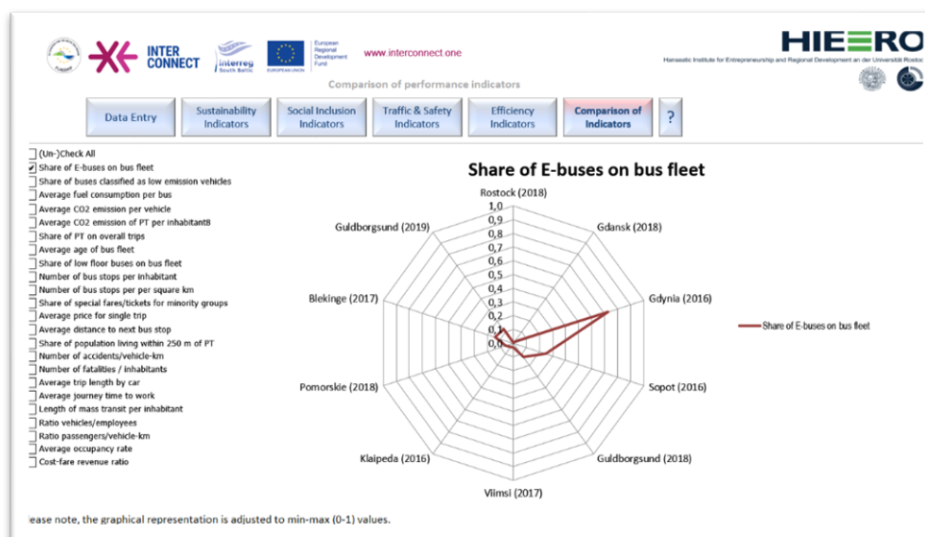 INTER
CONNECT
Interreg
South Baltic
EUROPEAN UNION
European
Regional
Development
Fund
www.interconnect.one
HIERO
Hanseatic Institute for Entrepreneurship and Regional Development an der Universität Rostoc
Comparison of performance indicators
Data Entry
Sustainability
Indicators
Social Inclusion
Indicators
Traffic & Safety
Indicators
Efficiency
Indicators
Comparison of
Indicators
?
(Un-)Check All
Share of E-buses on bus fleet
Share of buses classified as low emission vehicles
Average fuel consumption per bus
Average CO2 emission per vehicle
Average CO2 emission of PT per inhabitant8
Share of PT on overall trips
Average age of bus fleet
Share of low floor buses on bus fleet
Number of bus stops per inhabitant
Number of bus stops per per square km
Share of special fares/tickets for minority groups
Average price for single trip
Average distance to next bus stop
Share of population living within 250 m of PT
Number of accidents/vehicle-km
Number of fatalities / inhabitants
Average trip length by car
Average journey time to work
Length of mass transit per inhabitant
Ratio vehicles/employees
Ratio passengers/vehicle-km
Average occupancy rate
Cost-fare revenue ratio
Share of E-buses on bus fleet
Rostock (2018)
Gdansk (2018)
Gdynia (2016)
Sopot (2016)
Guldborgsund (2018)
Viimsi (2017)
Klaipeda (2016)
Pomorskie (2018)
Blekinge (2017)
Guldborgsund (2019)
1,0
0,9
0,8
0,7
0,6
0,5
0,4
0,3
0,2
0,1
0,0
Share of E-buses on bus fleet
lease note, the graphical representation is adjusted to min-max (0-1) values.